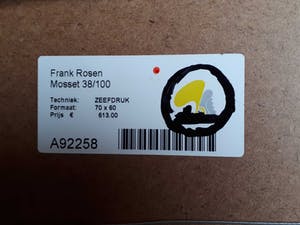 Frank Rosen
Mosset 38/100
Techniek: ZEEFDRUK
Formaat: 70 x 60
Prijs € 613.00
A92258